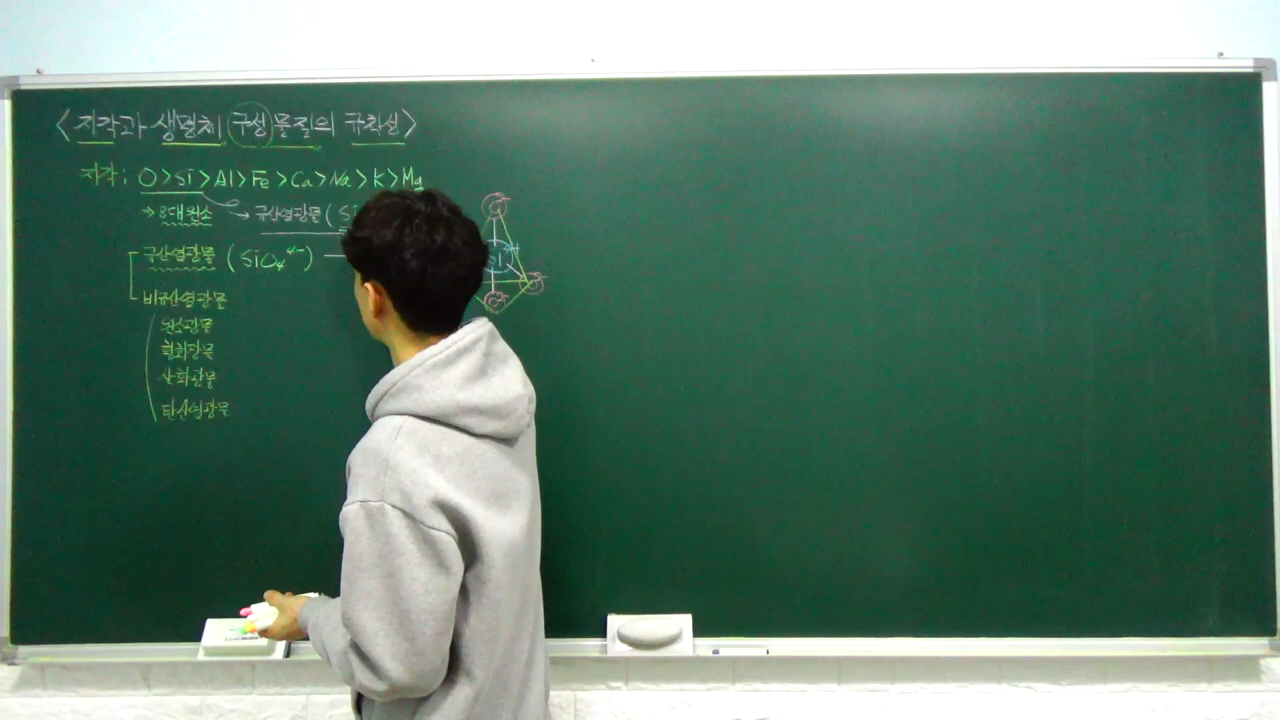 <지각과 생명체 구성물질의 규칙성>
지각: O>Si>Al>Fe>Ca>Na>K>Mg
→8대원소 → 규산염광물(Si
규산염광물 (SiO₄⁴⁻) —
비규산염광물
원소광물
황화광물
산화광물
탄산염광물